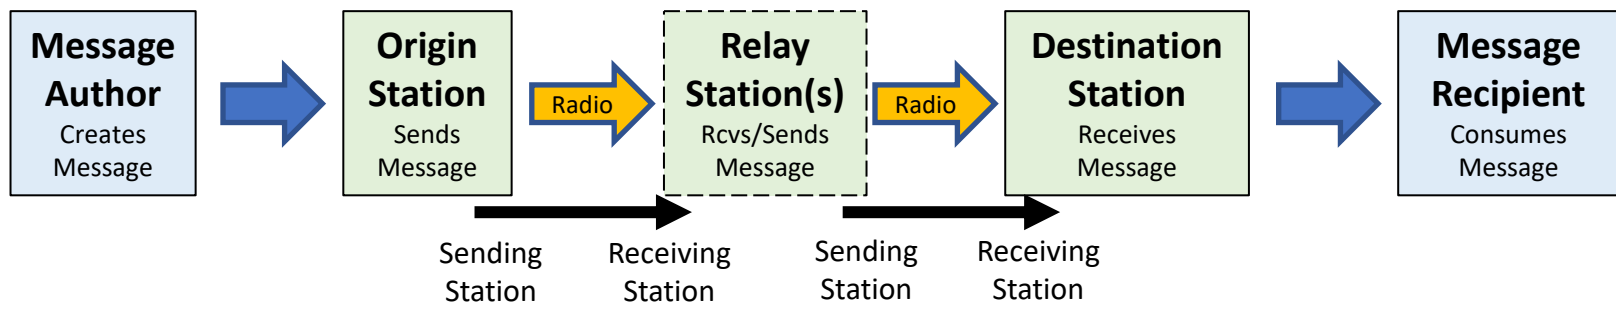 Message
Author
Creates
Message
Origin
Station
Sends
Message
Radio
Relay
Station(s)
Rcvs/Sends
Message
Radio
Destination
Station
Receives
Message
Message
Recipient
Consumes
Message
Sending
Station
Receiving
Station
Sending
Station
Receiving
Station